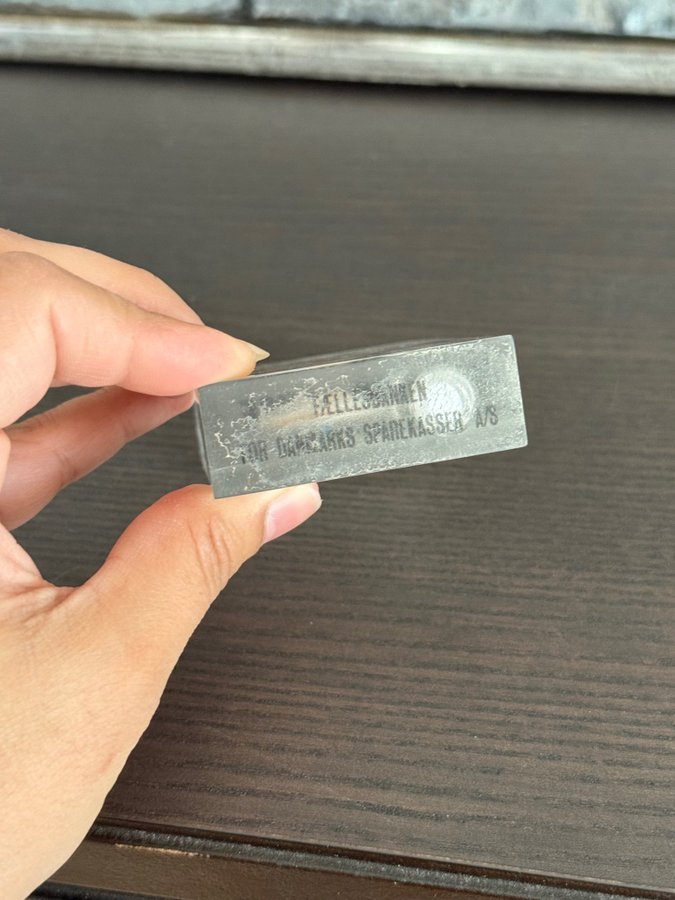 FÆLLESBANKEN
FOR DANMARKS SPAREKASSER A/S